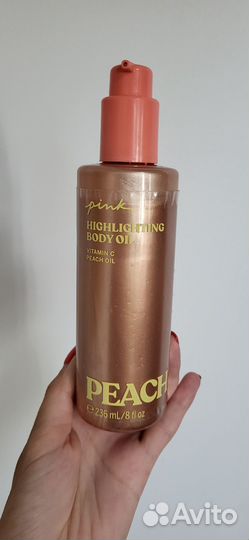 pink
HIGHLIGHTING
BODY OIL
VITAMIN C
PEACH OIL
PEACH
℮ 236 mL/8 fl oz
Avito